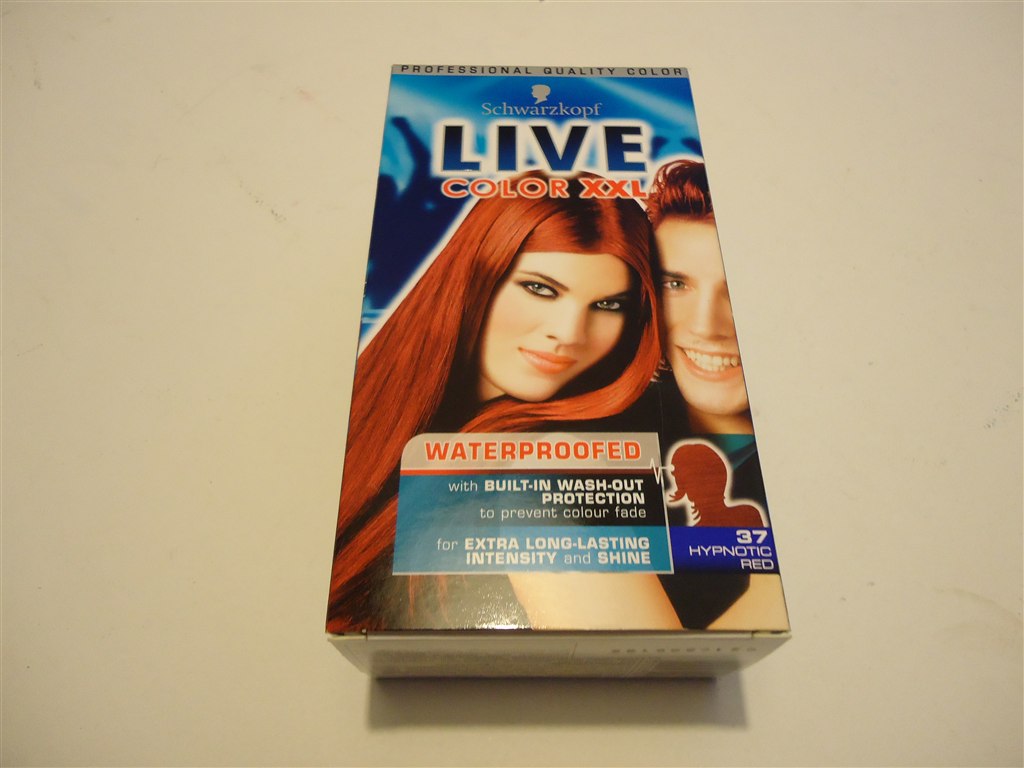 PROFESSIONAL QUALITY COLOR
Schwarzkopf
LIVE
COLOR XXL
WATERPROOFED
with BUILT-IN WASH-OUT
PROTECTION
to prevent colour fade
for EXTRA LONG-LASTING
INTENSITY and SHINE
37
HYPNOTIC
RED